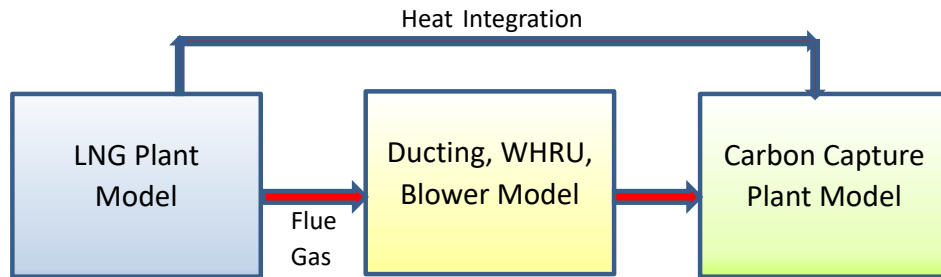 Heat Integration
LNG Plant
Model
Flue
Gas
Ducting, WHRU,
Blower Model
Carbon Capture
Plant Model